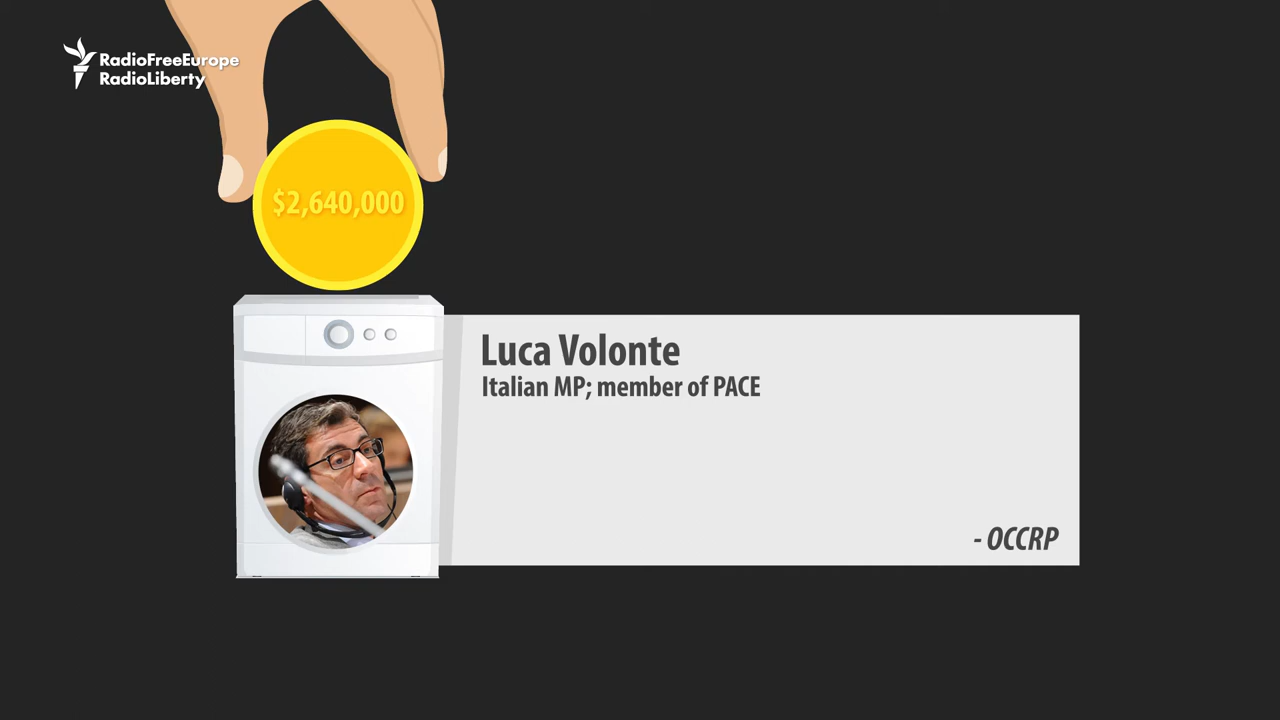 RadioFreeEurope
RadioLiberty
$2,640,000
Luca Volonte
Italian MP; member of PACE
- OCCRP